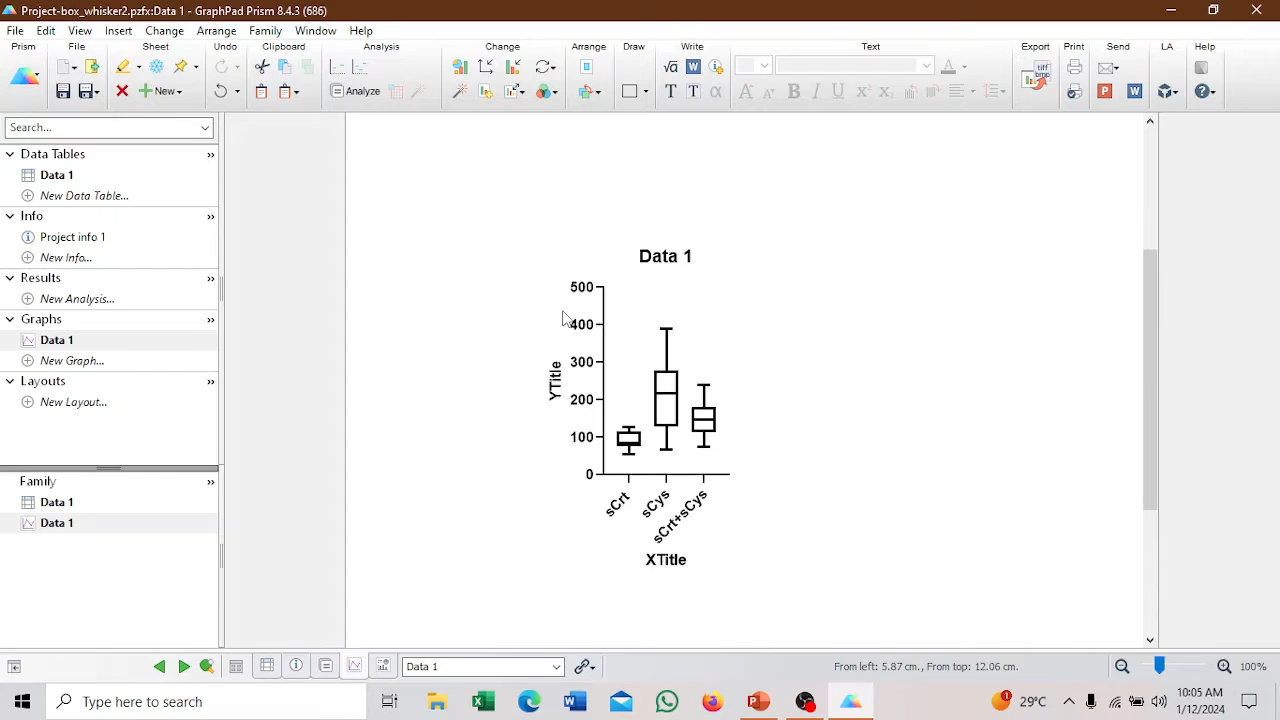 Project-box_whisker2.pzfx:Data 1 - GraphPad Prism 8.4.3 (686)
File Edit View Insert Change Arrange Family Window Help
Prism File Sheet Undo Clipboard Analysis Change Arrange Draw Write Text Export Print Send LA Help
New
Analyze
Search...
Data Tables
Data 1
New Data Table...
Info
Project info 1
New Info...
Results
New Analysis...
Graphs
Data 1
New Graph...
Layouts
New Layout...
Family
Data 1
Data 1
Data 1
500
400
300
200
100
0
YTitle
sCrt
sCys
sCrt+sCys
XTitle
Data 1
From left: 5.87 cm, From top: 12.06 cm.
100%
Type here to search
29°C
10:05 AM
1/12/2024